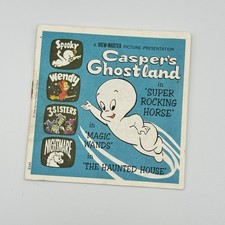 A VIEW-MASTER PICTURE PRESENTATION
Casper's
Ghostland
in
"SUPER
ROCKING
HORSE"
in
"MAGIC
WANDS"
in
"THE HAUNTED HOUSE"
Spooky
Wendy
3 SISTERS
NIGHTMARE